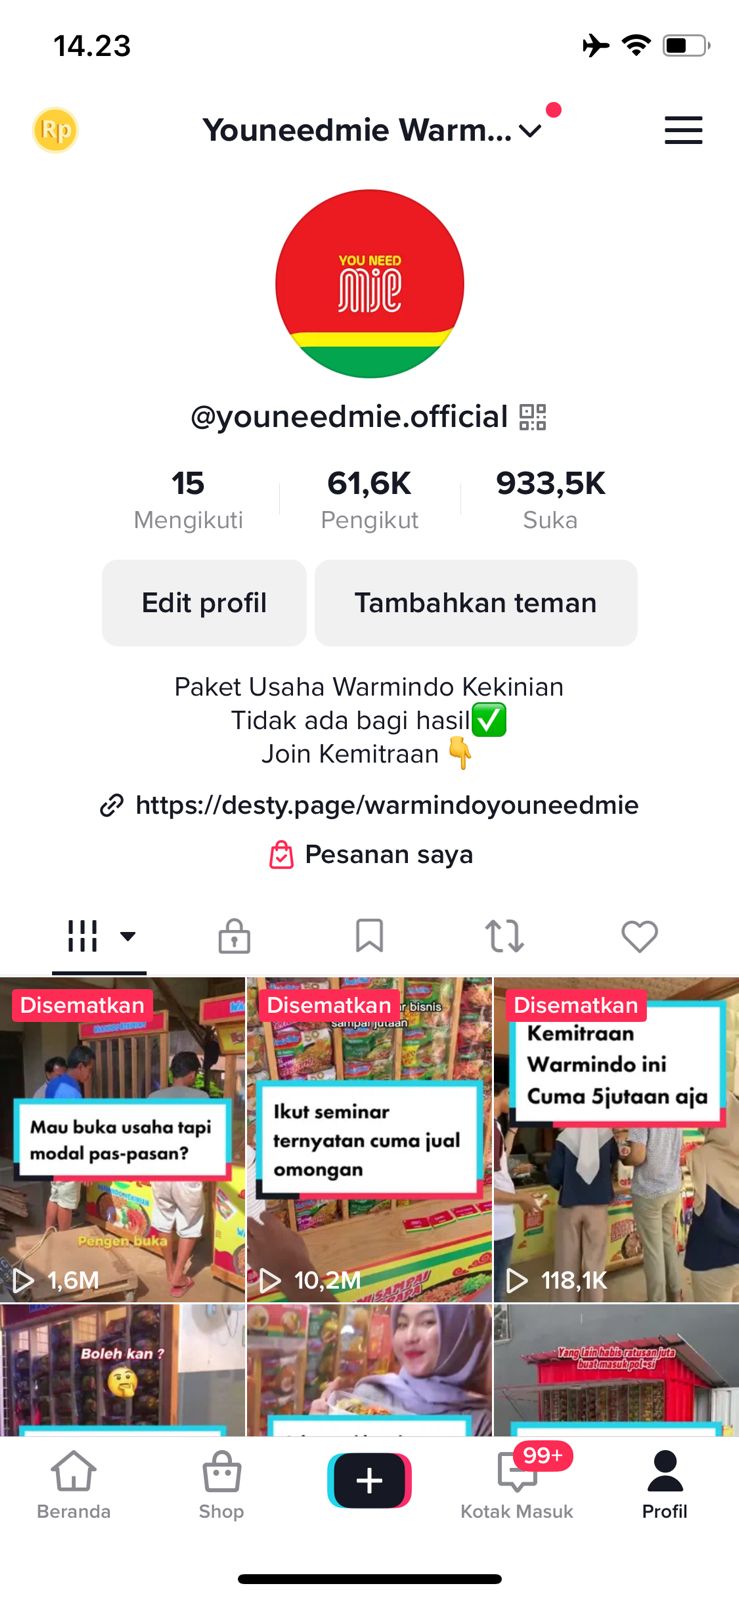 14.23
Rp
Youneedmie Warm...
YOU NEED
mie
@youneedmie.official
15
Mengikuti
61,6K
Pengikut
933,5K
Suka
Edit profil
Tambahkan teman
Paket Usaha Warmindo Kekinian
Tidak ada bagi hasil✅
Join Kemitraan 👇
https://desty.page/warmindoyouneedmie
Pesanan saya
Disematkan
Mau buka usaha tapi
modal pas-pasan?
Pengen buka
1,6M
Disematkan
r bisnis
sampai jutaan
Ikut seminar
ternyatan cuma jual
omongan
10,2M
Disematkan
Kemitraan
Warmindo ini
Cuma 5jutaan aja
118,1K
Boleh kan ?
Yang lain habis ratusan juta
buat masuk pol*si
Beranda
Shop
99+
Kotak Masuk
Profil